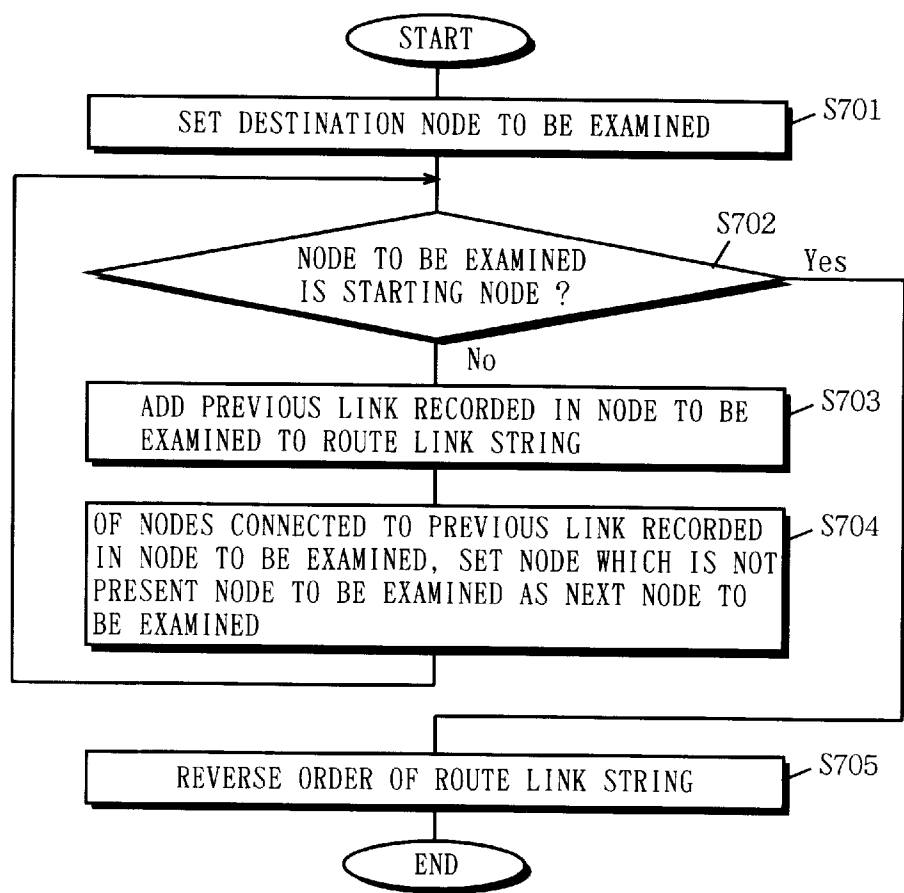 START
SET DESTINATION NODE TO BE EXAMINED
S701
S702
NODE TO BE EXAMINED
IS STARTING NODE ?
Yes
No
ADD PREVIOUS LINK RECORDED IN NODE TO BE
EXAMINED TO ROUTE LINK STRING
S703
OF NODES CONNECTED TO PREVIOUS LINK RECORDED
IN NODE TO BE EXAMINED, SET NODE WHICH IS NOT
PRESENT NODE TO BE EXAMINED AS NEXT NODE TO
BE EXAMINED
S704
REVERSE ORDER OF ROUTE LINK STRING
S705
END